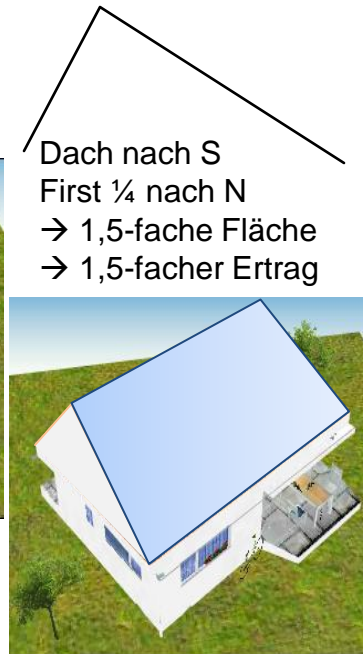 Dach nach S
First ¼ nach N
→ 1,5-fache Fläche
→ 1,5-facher Ertrag